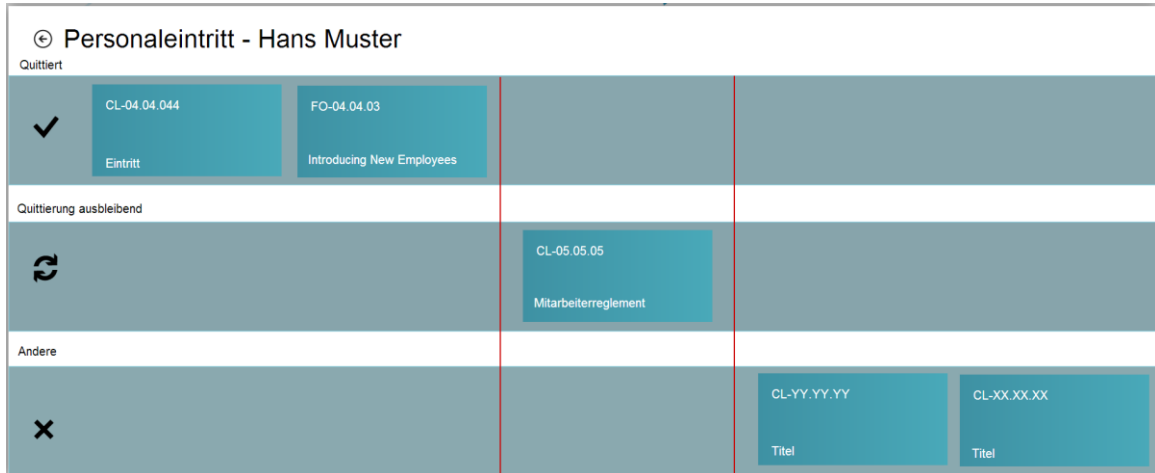 Personaleintritt - Hans Muster
Quittiert
CL-04.04.044
Eintritt
FO-04.04.03
Introducing New Employees
Quittierung ausbleibend
CL-05.05.05
Mitarbeiterreglement
Andere
CL-YY.YY.YY
Titel
CL-XX.XX.XX
Titel